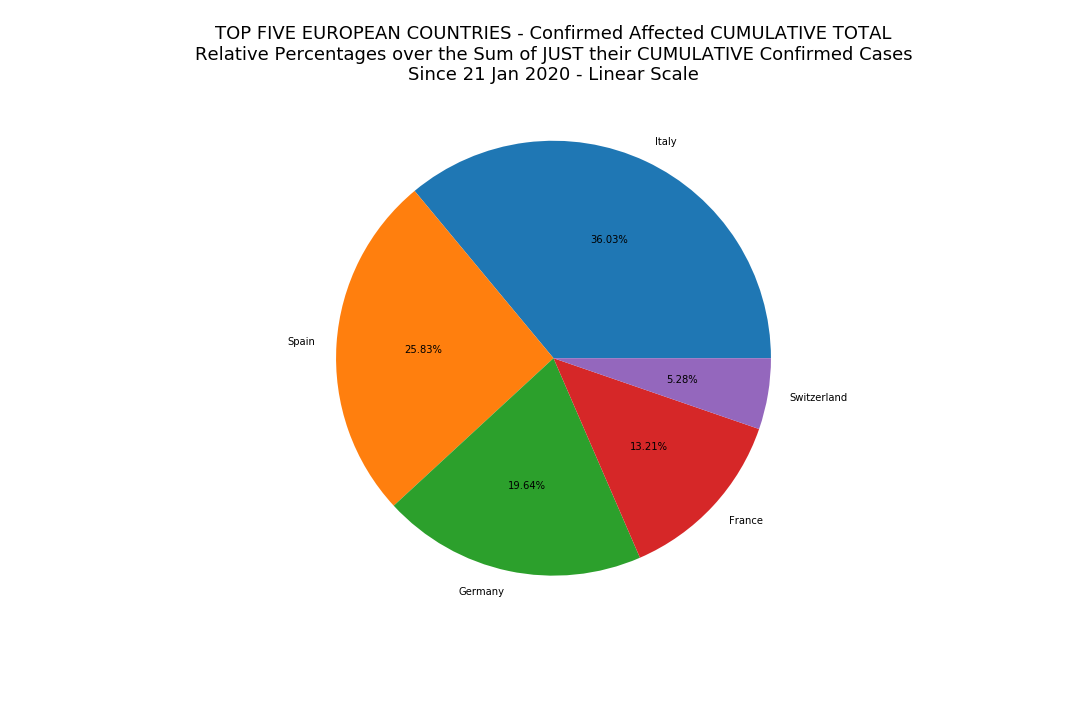 TOP FIVE EUROPEAN COUNTRIES - Confirmed Affected CUMULATIVE TOTAL
Relative Percentages over the Sum of JUST their CUMULATIVE Confirmed Cases
Since 21 Jan 2020 - Linear Scale
Italy
36.03%
Spain
25.83%
5.28%
Switzerland
13.21%
19.64%
France
Germany